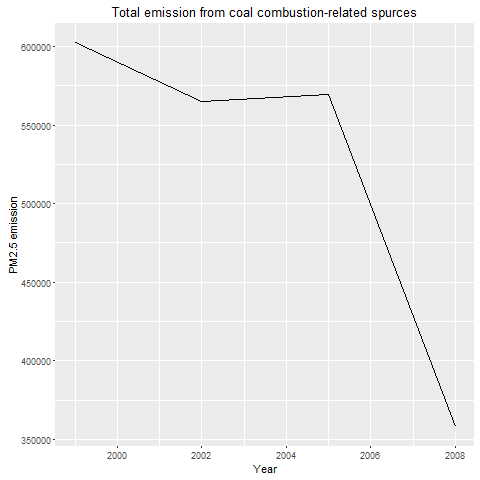 Total emission from coal combustion-related spurces
600000
550000
500000
450000
400000
350000
PM2.5 emission
2000 2002 2004 2006 2008
Year